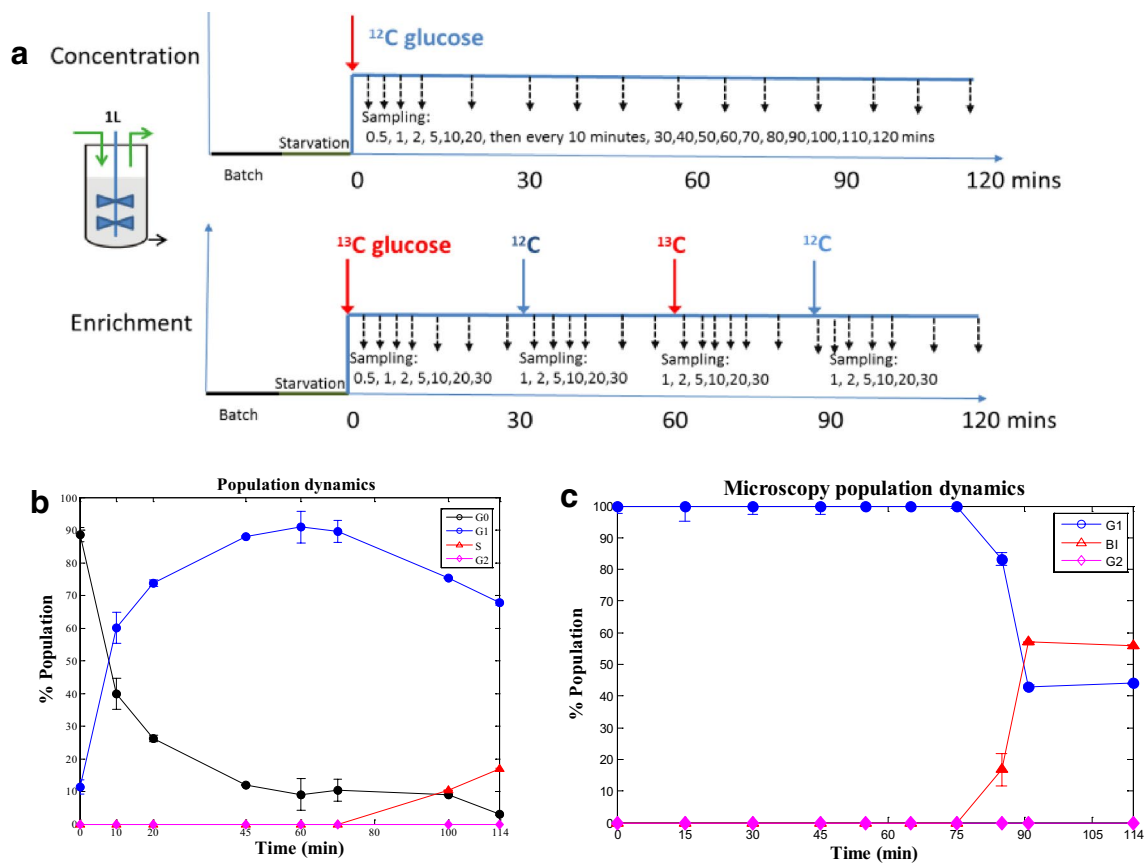 a
Concentration
¹²C glucose
1L
Sampling:
Starvation
0.5, 1, 2, 5,10,20, then every 10 minutes, 30,40,50,60,70, 80,90,100,110,120 mins
Batch
0 30 60 90 120 mins
¹³C glucose ¹²C ¹³C ¹²C
Enrichment
Sampling: Sampling: Sampling: Sampling:
Starvation
0.5, 1, 2, 5,10,20,30 1, 2, 5,10,20,30 1, 2, 5,10,20,30 1, 2, 5,10,20,30
Batch
0 30 60 90 120 mins
b
Population dynamics
% Population
100
90
80
70
60
50
40
30
20
10
0
G0
G1
S
G2
0 10 20 45 60 80 100 114
Time (min)
c
Microscopy population dynamics
% Population
100
90
80
70
60
50
40
30
20
10
0
G1
BI
G2
0 15 30 45 60 75 90 105 114
Time (min)